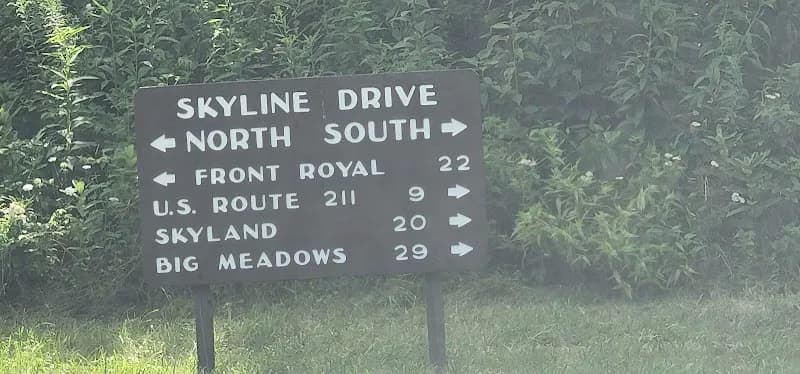 SKYLINE DRIVE
← NORTH SOUTH →
← FRONT ROYAL 22
U.S. ROUTE 211 9 →
SKYLAND 20 →
BIG MEADOWS 29 →